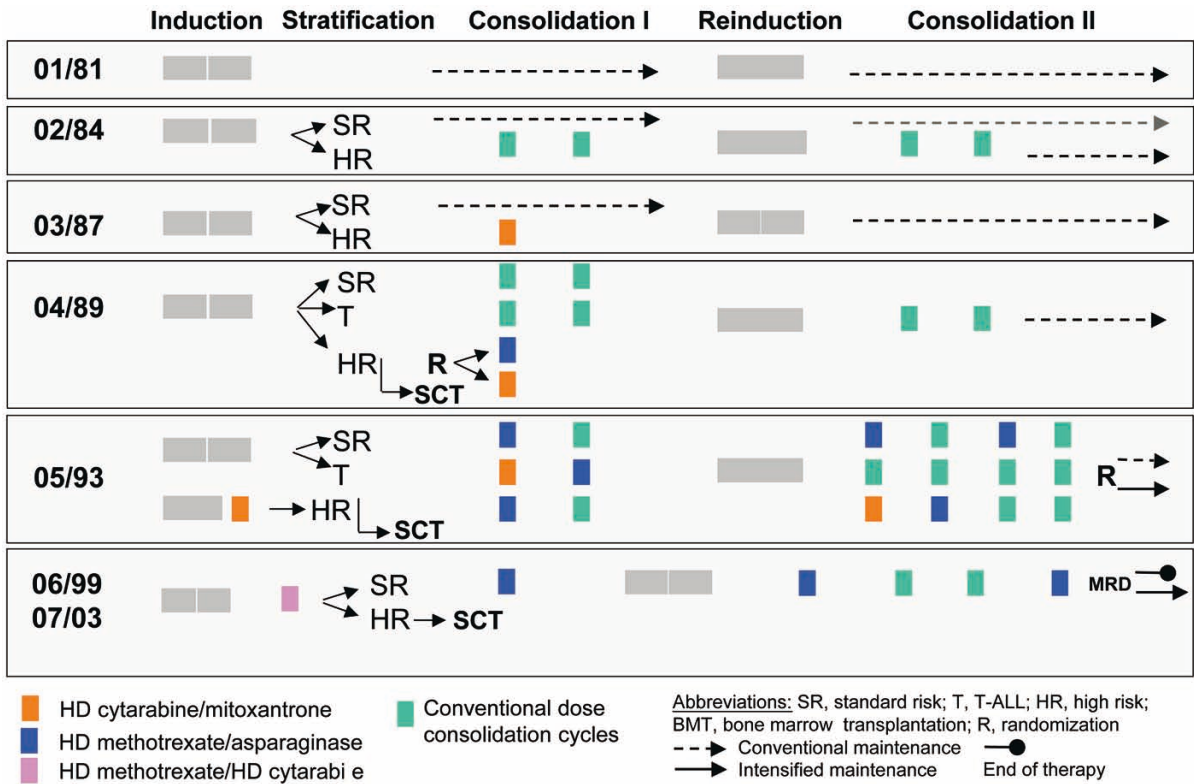 Induction Stratification Consolidation I Reinduction Consolidation II
01/81
02/84
SR
HR
03/87
SR
HR
04/89
SR
T
HR
R
SCT
05/93
SR
T
R
HR
SCT
06/99
07/03
SR
HR
SCT
MRD
HD cytarabine/mitoxantrone
HD methotrexate/asparaginase
HD methotrexate/HD cytarabi e
Conventional dose
consolidation cycles
Abbreviations: SR, standard risk; T, T-ALL; HR, high risk;
BMT, bone marrow transplantation; R, randomization
Conventional maintenance
Intensified maintenance
End of therapy